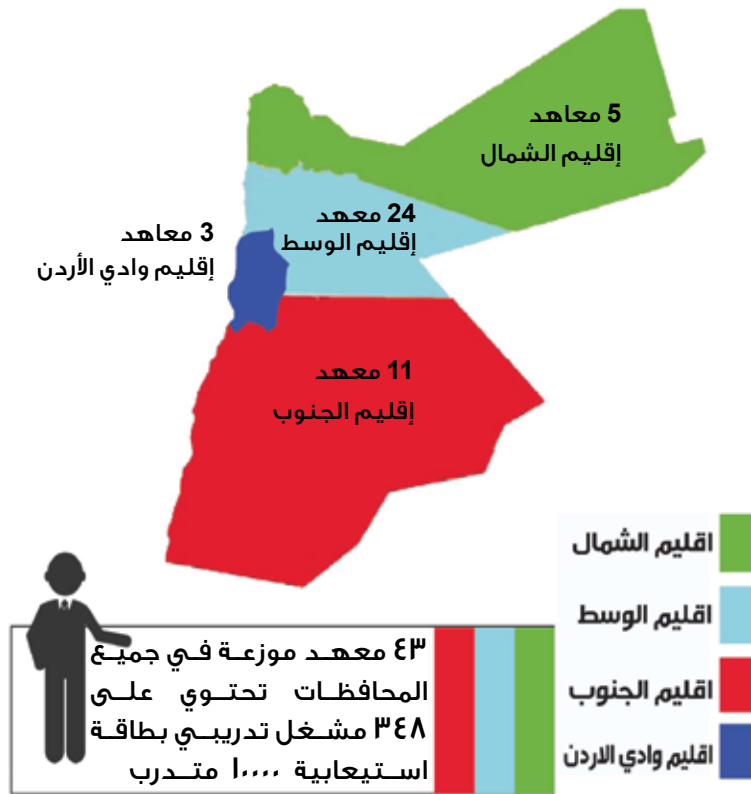 5 معاهد
إقليم الشمال
24 معهد
إقليم الوسط
3 معاهد
إقليم وادي الأردن
11 معهد
إقليم الجنوب
اقليم الشمال
اقليم الوسط
اقليم الجنوب
اقليم وادي الاردن
٤٣ معهد موزعة في جميع
المحافظات تحتوي على
٣٤٨ مشغل تدريبي بطاقة
استيعابية ١٠٠٠٠ متدرب